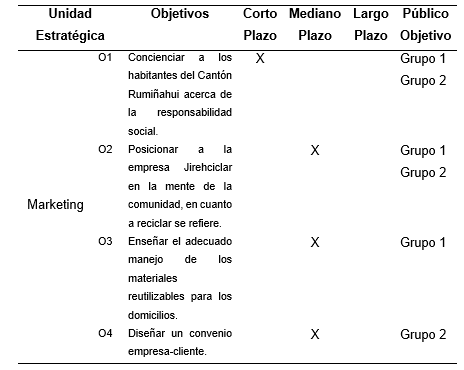 Unidad Objetivos Corto Mediano Largo Público
Estratégica Plazo Plazo Plazo Objetivo
O1 Concienciar a los X Grupo 1
habitantes del Cantón Grupo 2
Rumiñahui acerca de
la responsabilidad
social.
O2 Posicionar a la X Grupo 1
empresa Jirehciclar Grupo 2
en la mente de la
Marketing comunidad, en cuanto
a reciclar se refiere.
O3 Enseñar el adecuado X Grupo 1
manejo de los
materiales
reutilizables para los
domicilios.
O4 Diseñar un convenio X Grupo 2
empresa-cliente.